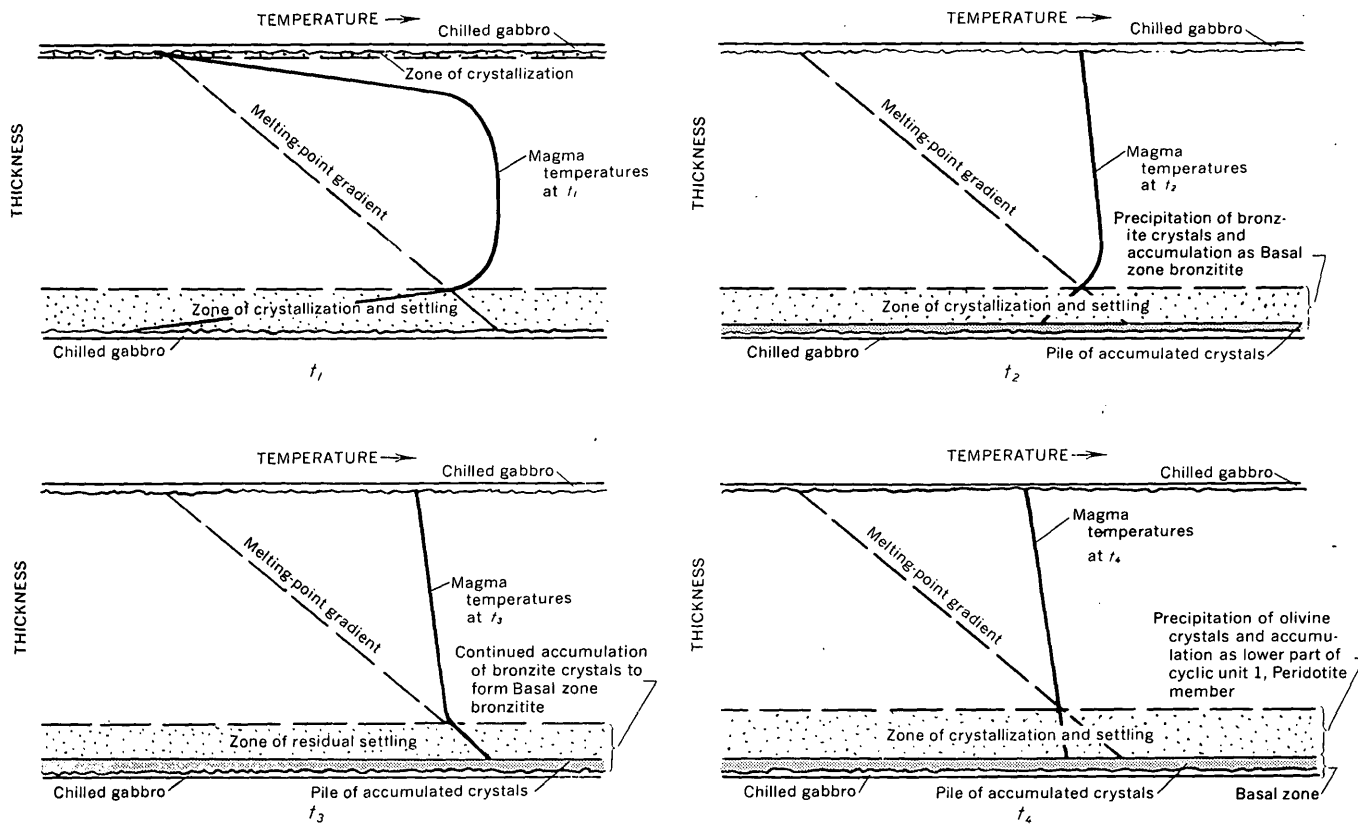 TEMPERATURE →
Chilled gabbro
Zone of crystallization
THICKNESS
Melting-point gradient
Magma
temperatures
at t₁
Zone of crystallization and settling
Chilled gabbro
t₁
TEMPERATURE →
Chilled gabbro
THICKNESS
Melting-point gradient
Magma
temperatures
at t₂
Precipitation of bronz-
ite crystals and
accumulation as Basal
zone bronzitite
Zone of crystallization and settling
Chilled gabbro
Pile of accumulated crystals
t₂
TEMPERATURE →
Chilled gabbro
THICKNESS
Melting-point gradient
Magma
temperatures
at t₃
Continued accumulation
of bronzite crystals to
form Basal zone
bronzitite
Zone of residual settling
Chilled gabbro
Pile of accumulated crystals
t₃
TEMPERATURE →
Chilled gabbro
THICKNESS
Melting-point gradient
Magma
temperatures
at t₄
Precipitation of olivine
crystals and accumu-
lation as lower part of
cyclic unit 1, Peridotite
member
Zone of crystallization and settling
Chilled gabbro
Pile of accumulated crystals
Basal zone
t₄